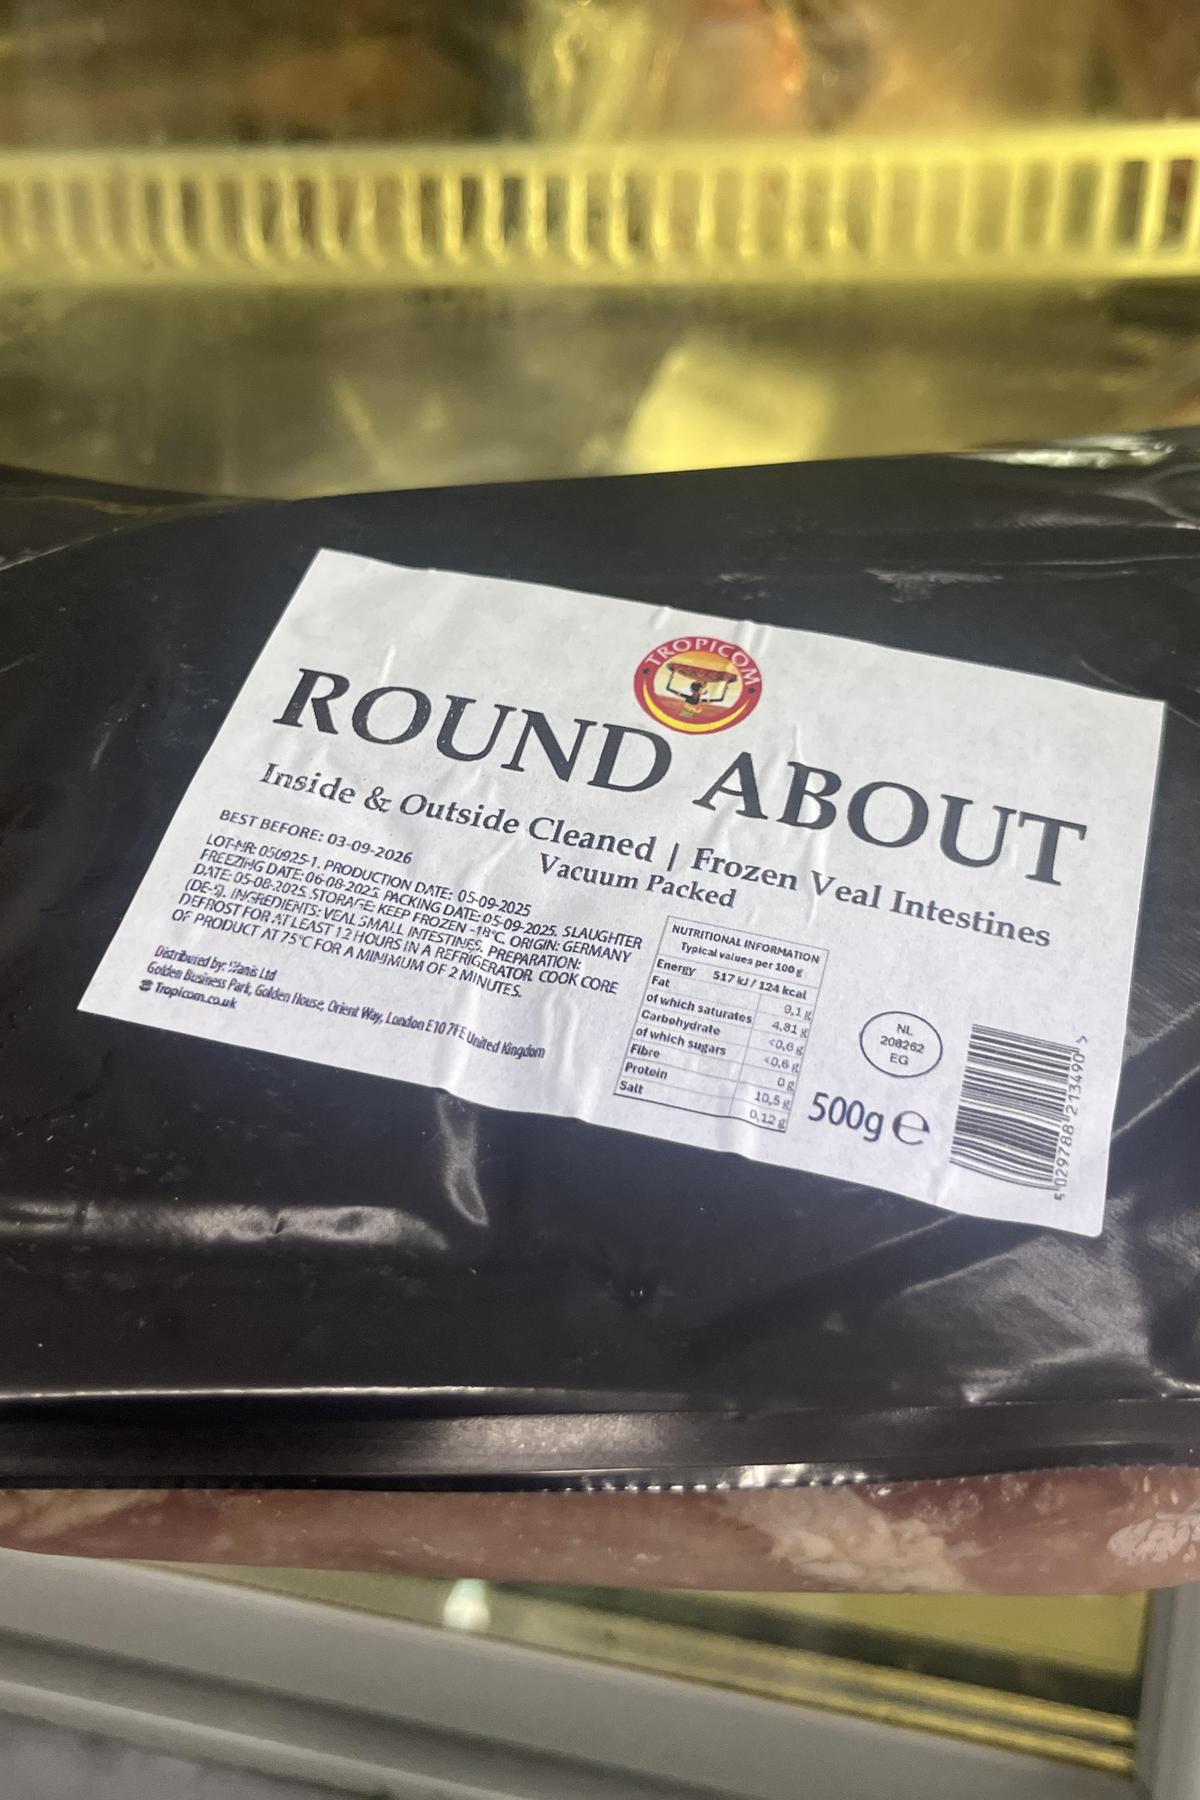 TROPICOM
ROUND ABOUT
Inside & Outside Cleaned | Frozen Veal Intestines
Vacuum Packed
BEST BEFORE: 03-09-2026
LOT-NR: 050925-1. PRODUCTION DATE: 05-09-2025
FREEZING DATE: 06-08-2025 PACKING DATE: 05-09-2025. SLAUGHTER
DATE: 05-08-2025. STORAGE: KEEP FROZEN -18°C. ORIGIN: GERMANY
INGREDIENTS: VEAL SMALL INTESTINES. PREPARATION:
DEFROST FOR AT LEAST 12 HOURS IN A REFRIGERATOR. COOK CORE
OF PRODUCT AT 75°C FOR A MINIMUM OF 2 MINUTES.
Distributed by: Wanis Ltd
Golden Business Park, Golden House, Orient Way, London E10 7FE United Kingdom
Tropicom.co.uk
NUTRITIONAL INFORMATION
Typical values per 100 g
Energy 517 kJ / 124 kcal
Fat 9,1 g
of which saturates 4,81 g
Carbohydrate <0,6 g
of which sugars <0,6 g
Fibre 0 g
Protein 10,5 g
Salt 0,12 g
NL
208262
EG
500g ℮
5 029788 213490 >